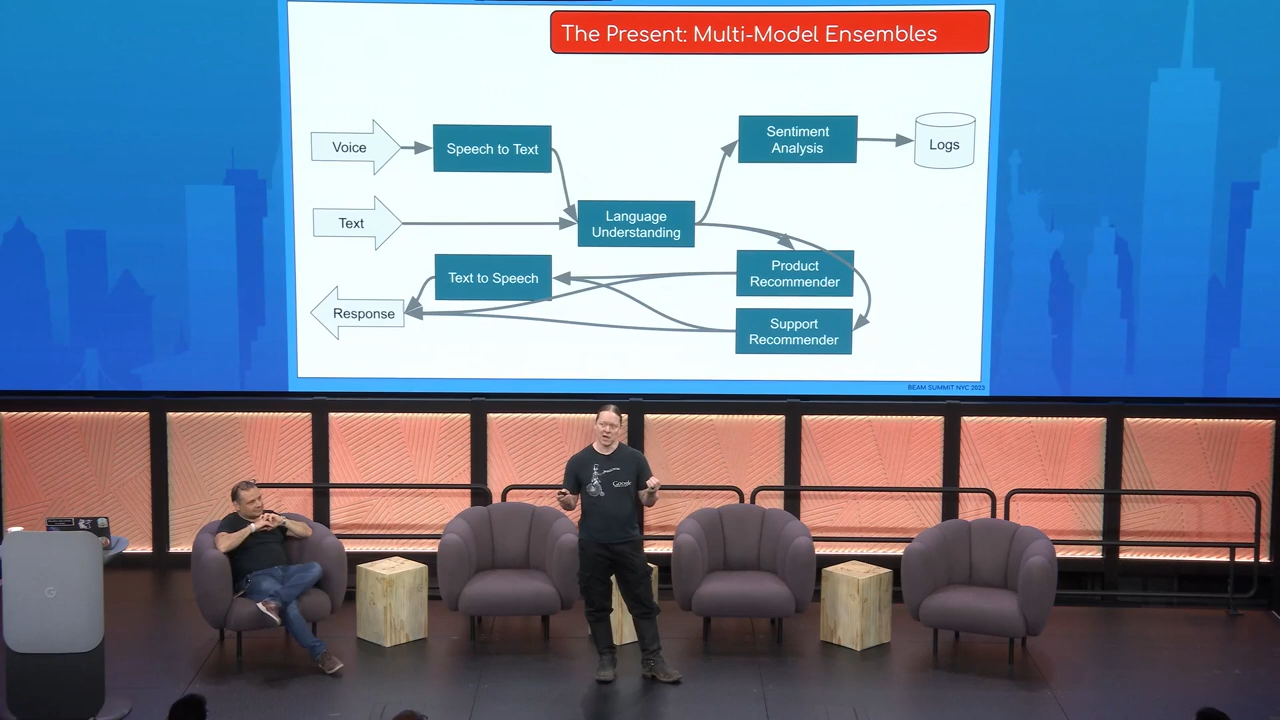 The Present: Multi-Model Ensembles
Voice
Speech to Text
Sentiment
Analysis
Logs
Text
Language
Understanding
Text to Speech
Product
Recommender
Response
Support
Recommender
BEAM SUMMIT NYC 2023
Google
G